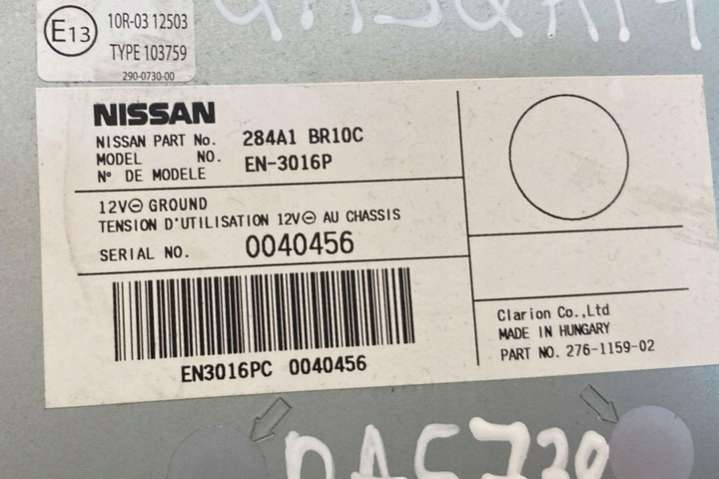 E13
10R-03 12503
TYPE 103759
290-0730-00
QASQAI
NISSAN
NISSAN PART No. 284A1 BR10C
MODEL NO. EN-3016P
N° DE MODELE
12V⊖ GROUND
TENSION D'UTILISATION 12V⊖ AU CHASSIS
SERIAL NO. 0040456
EN3016PC 0040456
Clarion Co.,Ltd
MADE IN HUNGARY
PART NO. 276-1159-02